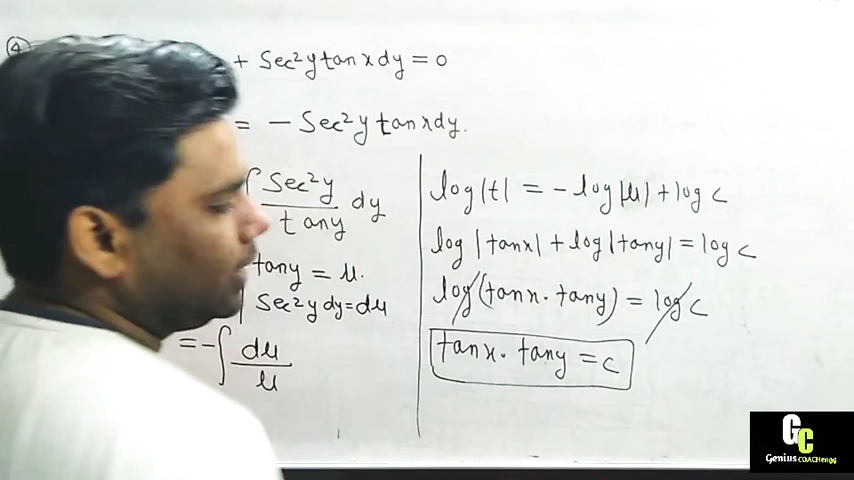 ④
+ Sec²y tan x dy = 0
= - Sec²y tan x dy.
∫ Sec²y / tany dy
tany = u.
Sec²y dy = du
= -∫ du / u
log|t| = -log|u| + log c
log|tanx| + log|tany| = log c
log(tanx · tany) = log c
tanx · tany = c
GC
Genius COACHengg